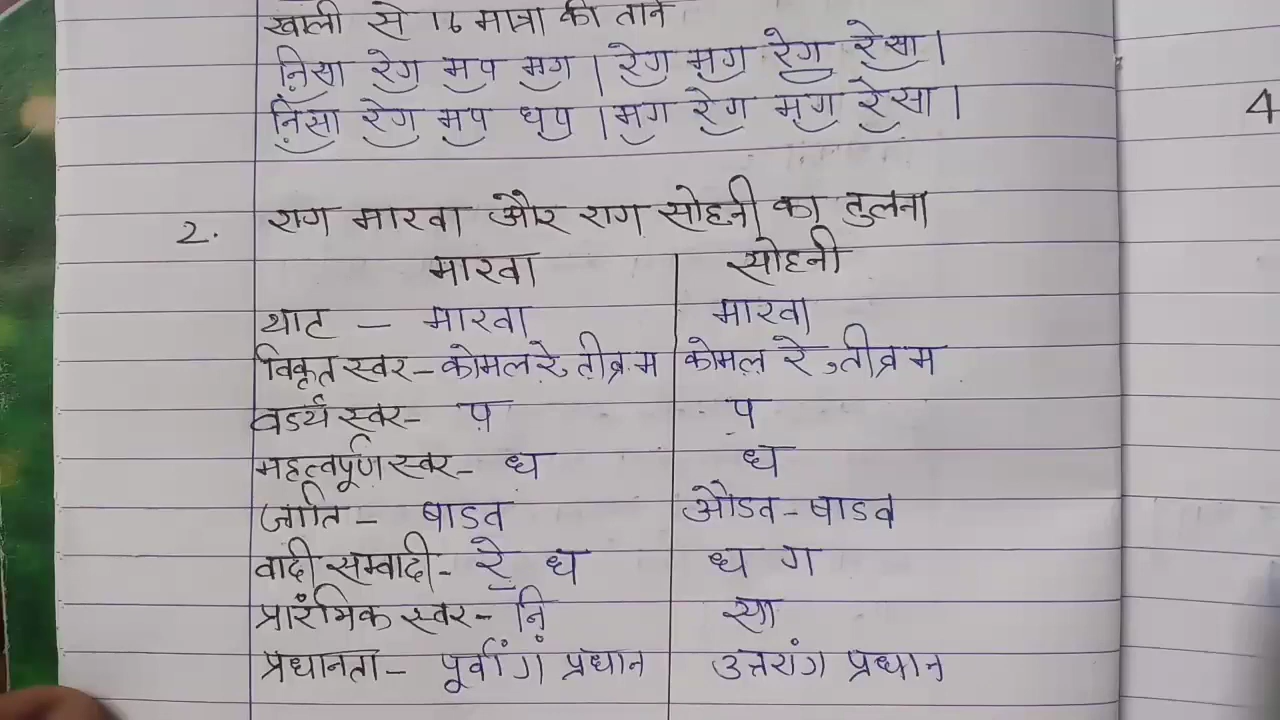 खाली से 16 मात्रा की तानें
निसा रेग मप मग । रेग मग रेग रेसा ।
निसा रेग मप धप । मग रेग मग रेसा ।
4
2. राग मारवा और राग सोहनी का तुलना
मारवा सोहनी
थाट – मारवा मारवा
विकृत स्वर – कोमल रे, तीव्र म कोमल रे, तीव्र म
वर्ज्य स्वर – प प
महत्वपूर्ण स्वर – ध ध
जाति – षाडव औडव - षाडव
वादी सम्वादी - रे ध ध ग
प्रारंभिक स्वर - नि सा
प्रधानता - पूर्वांग प्रधान उत्तरांग प्रधान